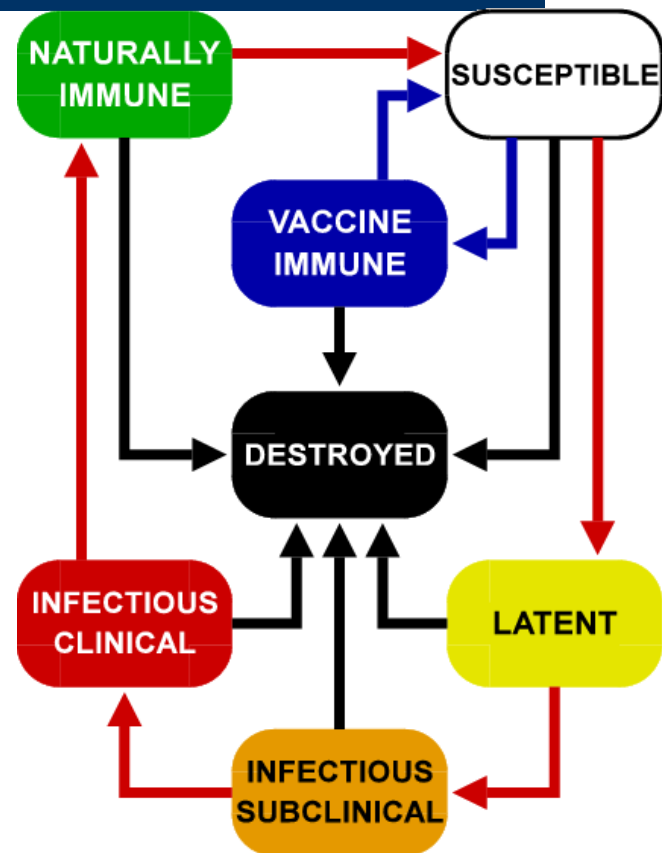 NATURALLY
IMMUNE
SUSCEPTIBLE
VACCINE
IMMUNE
DESTROYED
INFECTIOUS
CLINICAL
LATENT
INFECTIOUS
SUBCLINICAL